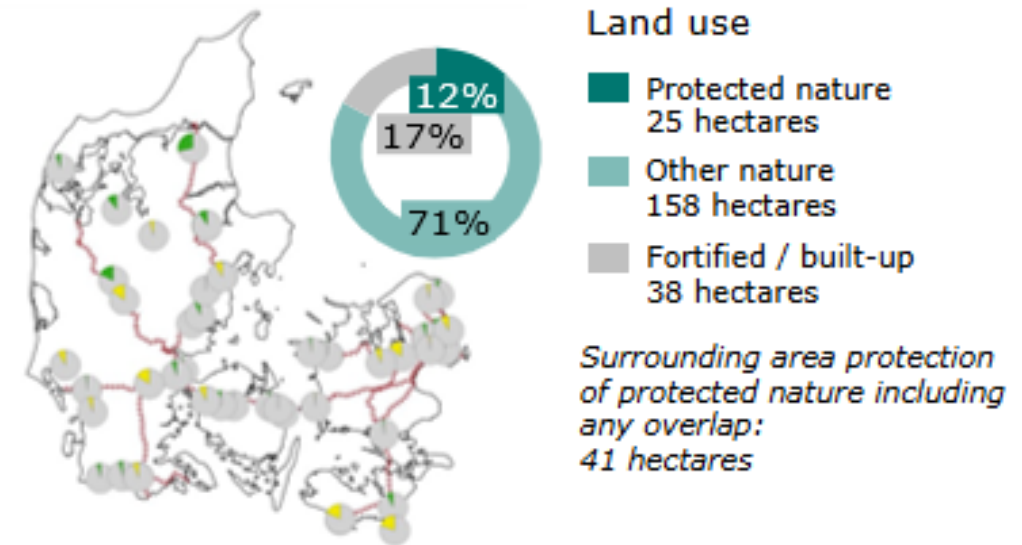 12%
17%
71%
Land use
Protected nature
25 hectares
Other nature
158 hectares
Fortified / built-up
38 hectares
Surrounding area protection
of protected nature including
any overlap:
41 hectares